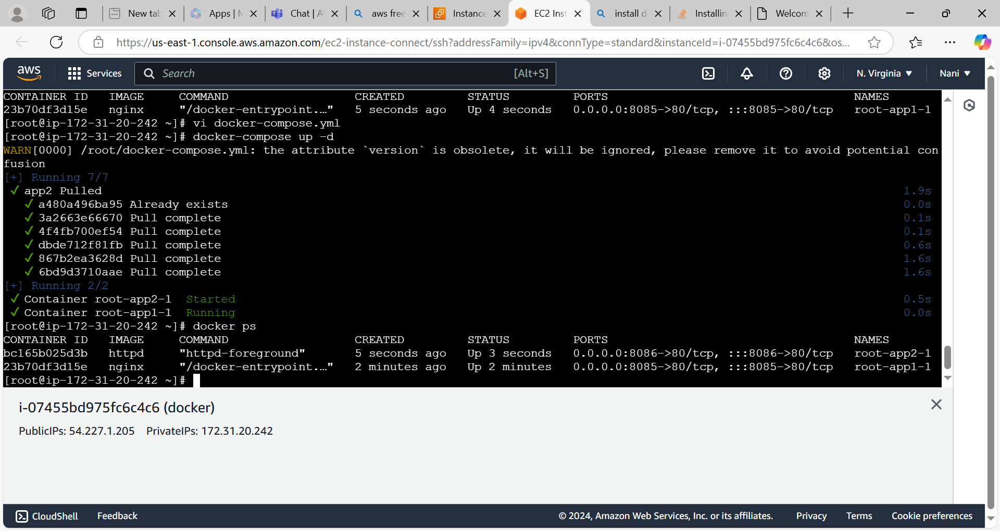 New tab
Apps | M
Chat | A
aws free
Instance
EC2 Inst
install d
Installin
Welcom
https://us-east-1.console.aws.amazon.com/ec2-instance-connect/ssh?addressFamily=ipv4&connType=standard&instanceId=i-07455bd975fc6c4c6&os...
aws Services Search [Alt+S] N. Virginia ▼ Nani ▼
CONTAINER ID IMAGE COMMAND CREATED STATUS PORTS NAMES
23b70df3d15e nginx "/docker-entrypoint.…" 5 seconds ago Up 4 seconds 0.0.0.0:8085->80/tcp, :::8085->80/tcp root-app1-1
[root@ip-172-31-20-242 ~]# vi docker-compose.yml
[root@ip-172-31-20-242 ~]# docker-compose up -d
WARN[0000] /root/docker-compose.yml: the attribute `version` is obsolete, it will be ignored, please remove it to avoid potential con
fusion
[+] Running 7/7
✓ app2 Pulled 1.9s
✓ a480a496ba95 Already exists 0.0s
✓ 3a2663e66670 Pull complete 0.1s
✓ 4f4fb700ef54 Pull complete 0.1s
✓ dbde712f81fb Pull complete 0.6s
✓ 867b2ea3628d Pull complete 1.6s
✓ 6bd9d3710aae Pull complete 1.6s
[+] Running 2/2
✓ Container root-app2-1 Started 0.5s
✓ Container root-app1-1 Running 0.0s
[root@ip-172-31-20-242 ~]# docker ps
CONTAINER ID IMAGE COMMAND CREATED STATUS PORTS NAMES
bc165b025d3b httpd "httpd-foreground" 5 seconds ago Up 3 seconds 0.0.0.0:8086->80/tcp, :::8086->80/tcp root-app2-1
23b70df3d15e nginx "/docker-entrypoint.…" 2 minutes ago Up 2 minutes 0.0.0.0:8085->80/tcp, :::8085->80/tcp root-app1-1
[root@ip-172-31-20-242 ~]#
i-07455bd975fc6c4c6 (docker)
PublicIPs: 54.227.1.205 PrivateIPs: 172.31.20.242
CloudShell Feedback © 2024, Amazon Web Services, Inc. or its affiliates. Privacy Terms Cookie preferences